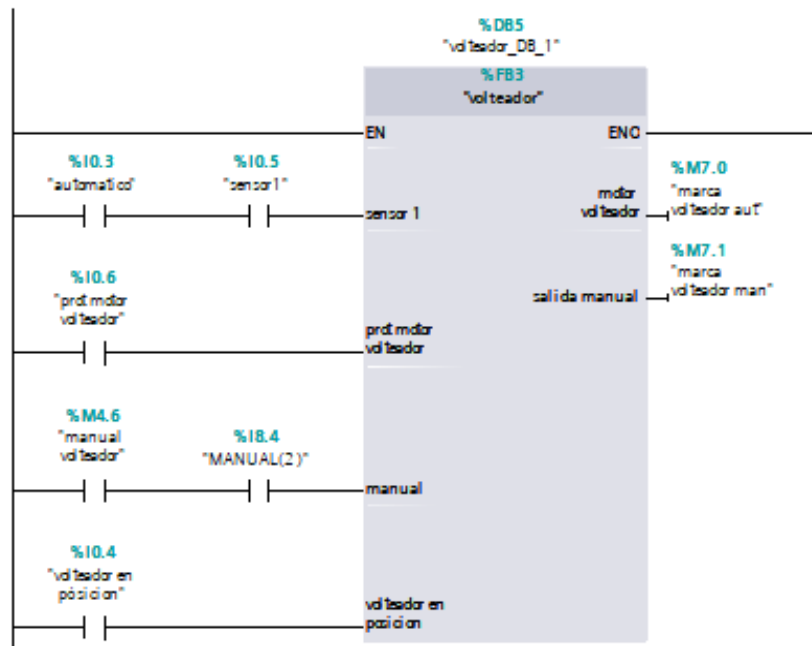 %DB5
"volteador_DB_1"
%FB3
"volteador"
EN ENO
%I0.3 %I0.5
"automatico" "sensor1"
sensor 1
motor
volteador
%M7.0
"marca
volteador aut"
%I0.6
"prot motor
volteador"
prot motor
volteador
salida manual
%M7.1
"marca
volteador man"
%M4.6
"manual
volteador"
%I8.4
"MANUAL(2)"
manual
%I0.4
"volteador en
posicion"
volteador en
posicion